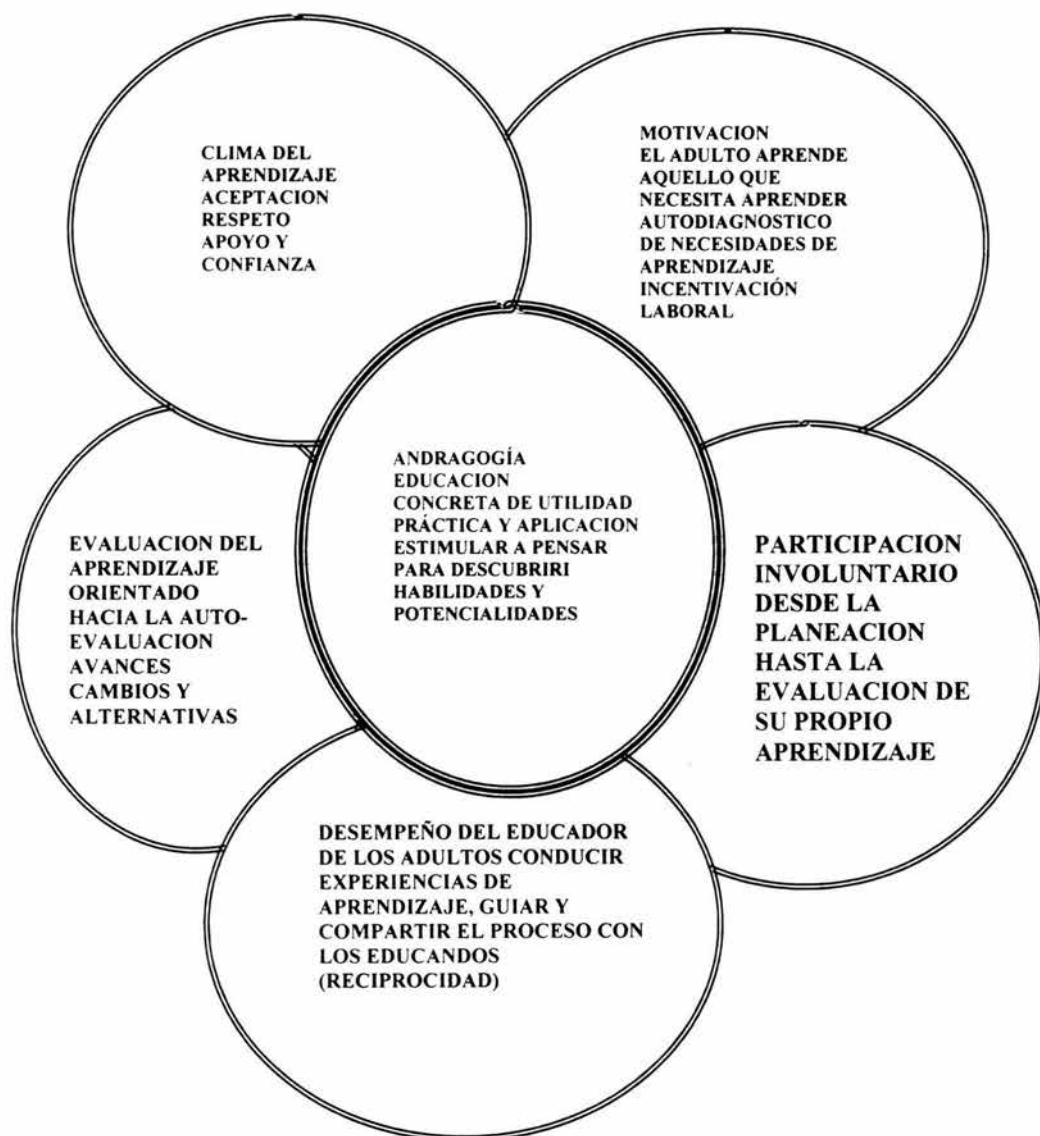 CLIMA DEL
APRENDIZAJE
ACEPTACION
RESPETO
APOYO Y
CONFIANZA
MOTIVACION
EL ADULTO APRENDE
AQUELLO QUE
NECESITA APRENDER
AUTODIAGNOSTICO
DE NECESIDADES DE
APRENDIZAJE
INCENTIVACIÓN
LABORAL
ANDRAGOGÍA
EDUCACION
CONCRETA DE UTILIDAD
PRÁCTICA Y APLICACION
ESTIMULAR A PENSAR
PARA DESCUBRIRI
HABILIDADES Y
POTENCIALIDADES
EVALUACION DEL
APRENDIZAJE
ORIENTADO
HACIA LA AUTO-
EVALUACION
AVANCES
CAMBIOS Y
ALTERNATIVAS
PARTICIPACION
INVOLUNTARIO
DESDE LA
PLANEACION
HASTA LA
EVALUACION DE
SU PROPIO
APRENDIZAJE
DESEMPEÑO DEL EDUCADOR
DE LOS ADULTOS CONDUCIR
EXPERIENCIAS DE
APRENDIZAJE, GUIAR Y
COMPARTIR EL PROCESO CON
LOS EDUCANDOS
(RECIPROCIDAD)